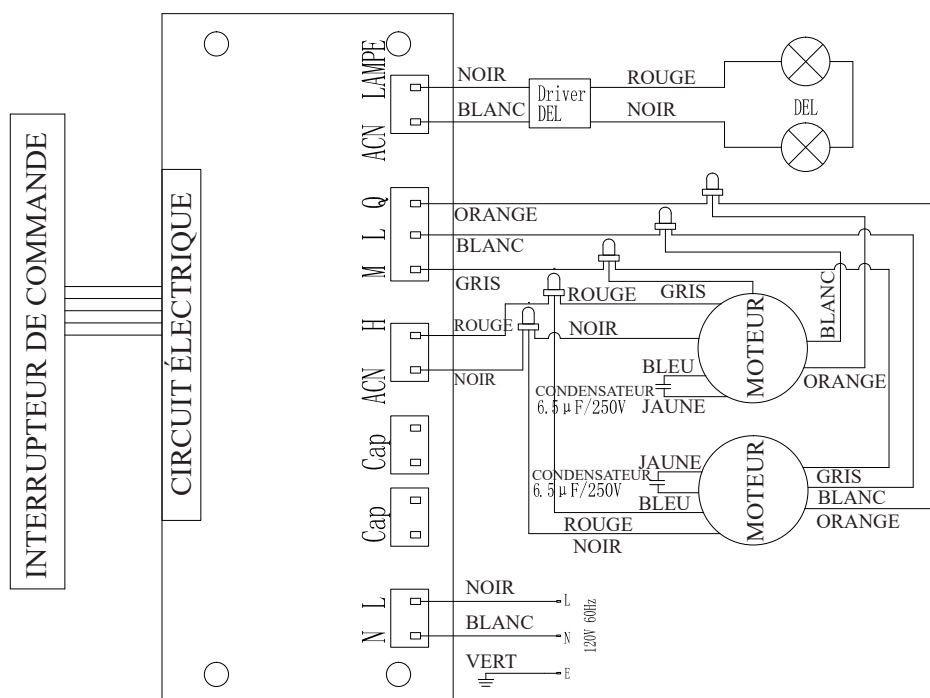 INTERRUPTEUR DE COMMANDE
CIRCUIT ÉLECTRIQUE
LAMPE
ACN
NOIR
BLANC
Driver
DEL
ROUGE
NOIR
DEL
Q
L
M
ORANGE
BLANC
GRIS
H
ACN
ROUGE
NOIR
ROUGE
NOIR
GRIS
BLANC
ORANGE
MOTEUR
BLEU
CONDENSATEUR
6.5μF/250V
JAUNE
Cap
Cap
JAUNE
CONDENSATEUR
6.5μF/250V
BLEU
ROUGE
NOIR
MOTEUR
GRIS
BLANC
ORANGE
L
N
NOIR
BLANC
VERT
L
N
E
120V 60Hz